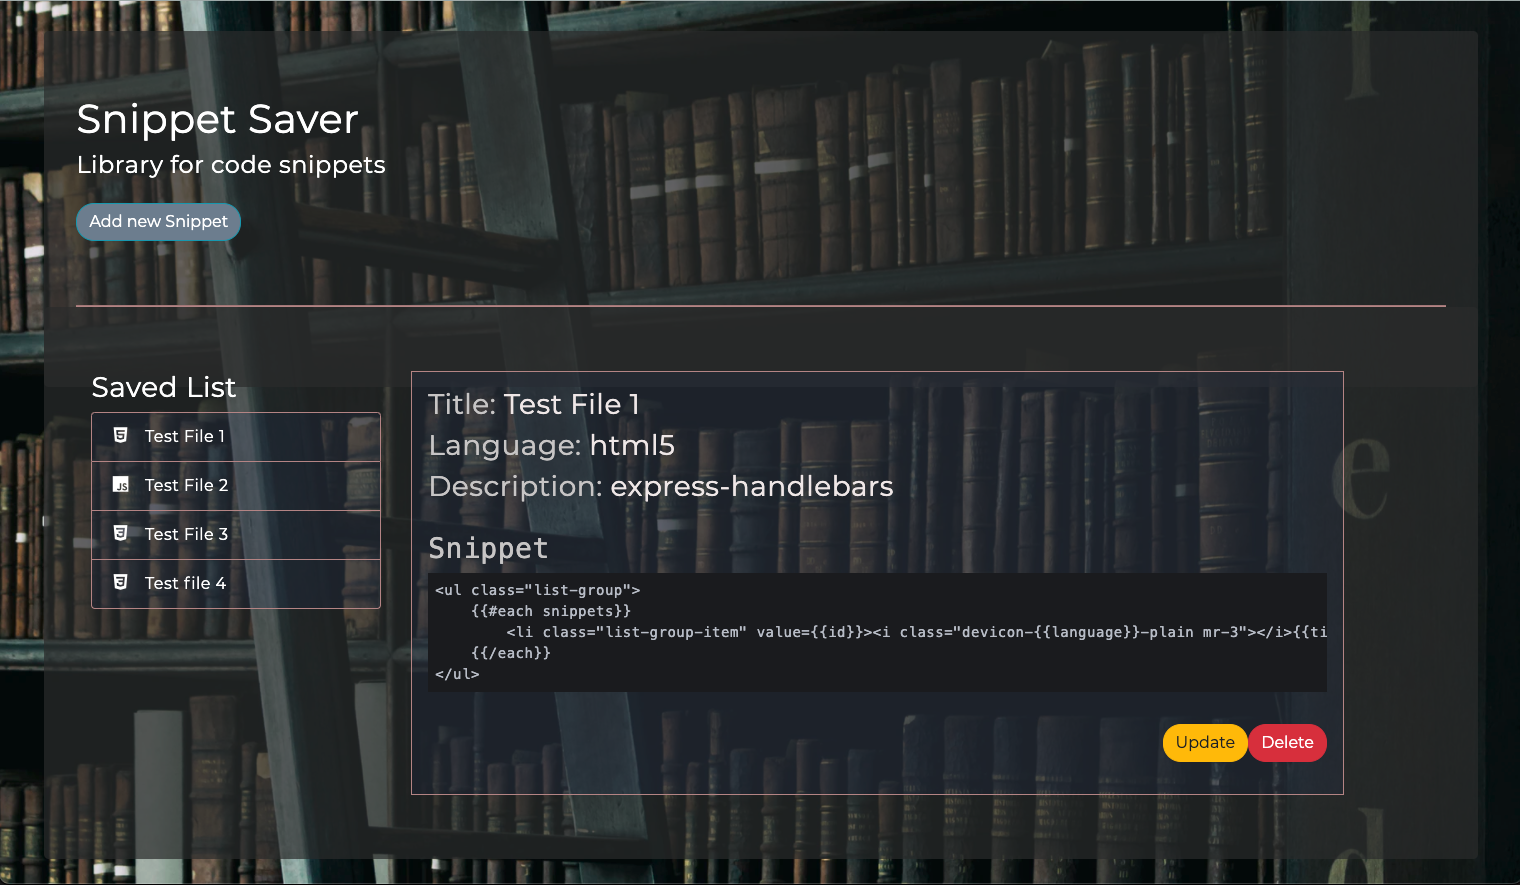 Snippet Saver
Library for code snippets
Add new Snippet
Saved List
Test File 1
JS Test File 2
Test File 3
Test file 4
Title: Test File 1
Language: html5
Description: express-handlebars
Snippet
<ul class="list-group">
    {{#each snippets}}
        <li class="list-group-item" value={{id}}><i class="devicon-{{language}}-plain mr-3"></i>{{ti
    {{/each}}
</ul>
Update Delete
f
e
d